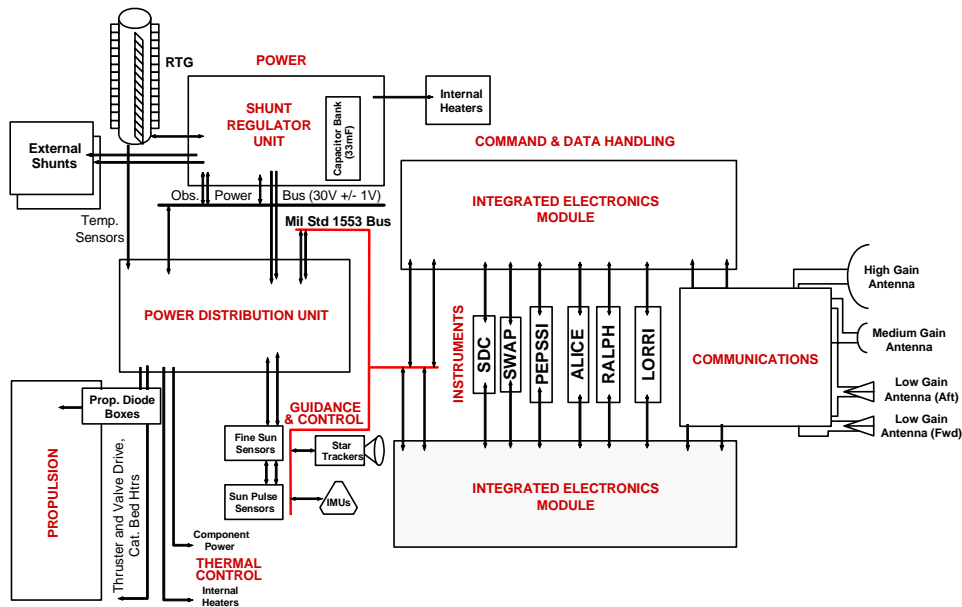 RTG
POWER
SHUNT
REGULATOR
UNIT
Capacitor Bank
(33mF)
Internal
Heaters
External
Shunts
COMMAND & DATA HANDLING
Obs. Power Bus (30V +/- 1V)
Temp.
Sensors
Mil Std 1553 Bus
INTEGRATED ELECTRONICS
MODULE
High Gain
Antenna
POWER DISTRIBUTION UNIT
INSTRUMENTS
SDC
SWAP
PEPSSI
ALICE
RALPH
LORRI
COMMUNICATIONS
Medium Gain
Antenna
Low Gain
Antenna (Aft)
Low Gain
Antenna (Fwd)
Prop. Diode
Boxes
GUIDANCE
& CONTROL
Fine Sun
Sensors
Star
Trackers
PROPULSION
Thruster and Valve Drive,
Cat. Bed Htrs
Sun Pulse
Sensors
IMUs
INTEGRATED ELECTRONICS
MODULE
Component
Power
THERMAL
CONTROL
Internal
Heaters